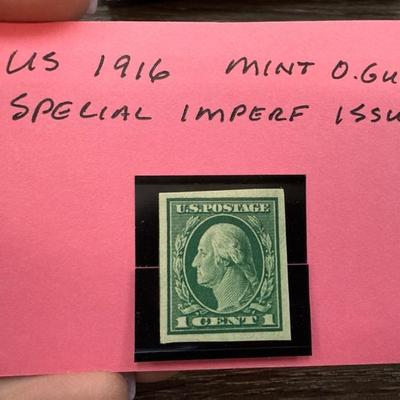 US 1916 MINT O.GU
SPECIAL IMPERF ISSU
U.S.POSTAGE
1 CENT 1